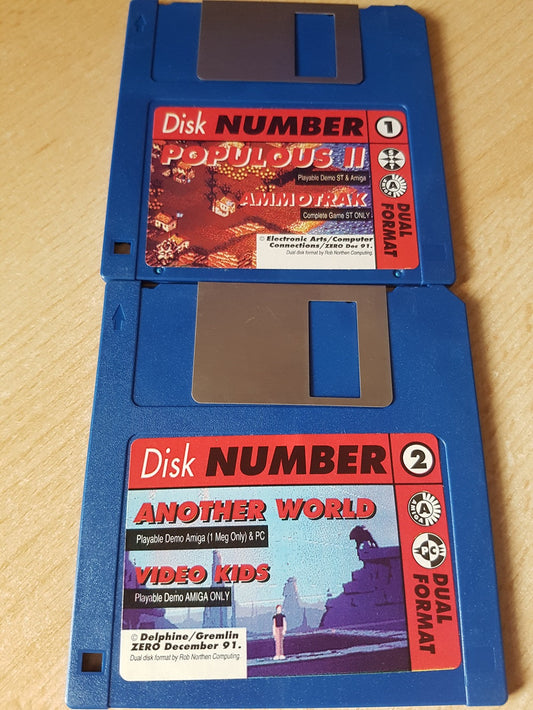 Disk NUMBER 1
POPULOUS II
Playable Demo ST & Amiga
AMMOTRAK
Complete Game ST ONLY
DUAL
FORMAT
© Electronic Arts/Computer
Connections/ZERO Dec 91.
Dual disk format by Rob Northen Computing.
Disk NUMBER 2
ANOTHER WORLD
Playable Demo Amiga (1 Meg Only) & PC
VIDEO KIDS
Playable Demo AMIGA ONLY
A
AMIGA
PC
DUAL
FORMAT
© Delphine/Gremlin
ZERO December 91.
Dual disk format by Rob Northen Computing.